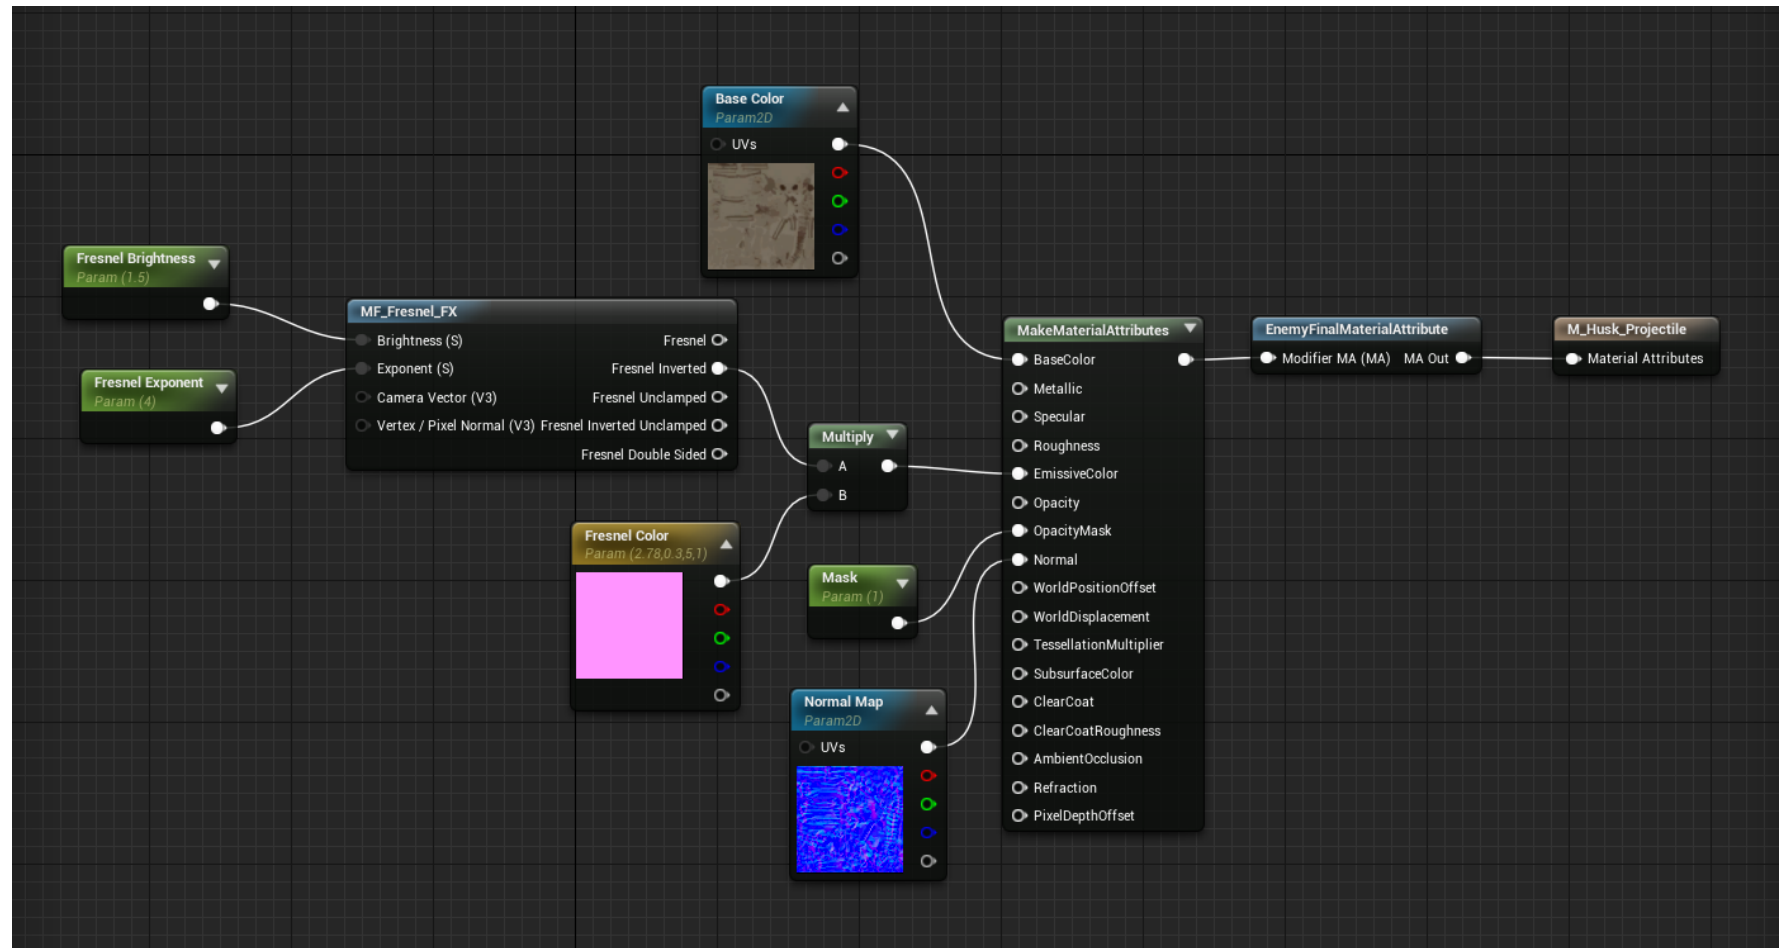 Base Color
Param2D
UVs
Fresnel Brightness
Param (1.5)
Fresnel Exponent
Param (4)
MF_Fresnel_FX
Brightness (S)
Fresnel
Exponent (S)
Fresnel Inverted
Camera Vector (V3)
Fresnel Unclamped
Vertex / Pixel Normal (V3)
Fresnel Inverted Unclamped
Fresnel Double Sided
Multiply
A
B
Fresnel Color
Param (2.78,0.3,5,1)
Mask
Param (1)
Normal Map
Param2D
UVs
MakeMaterialAttributes
BaseColor
Metallic
Specular
Roughness
EmissiveColor
Opacity
OpacityMask
Normal
WorldPositionOffset
WorldDisplacement
TessellationMultiplier
SubsurfaceColor
ClearCoat
ClearCoatRoughness
AmbientOcclusion
Refraction
PixelDepthOffset
EnemyFinalMaterialAttribute
Modifier MA (MA)
MA Out
M_Husk_Projectile
Material Attributes